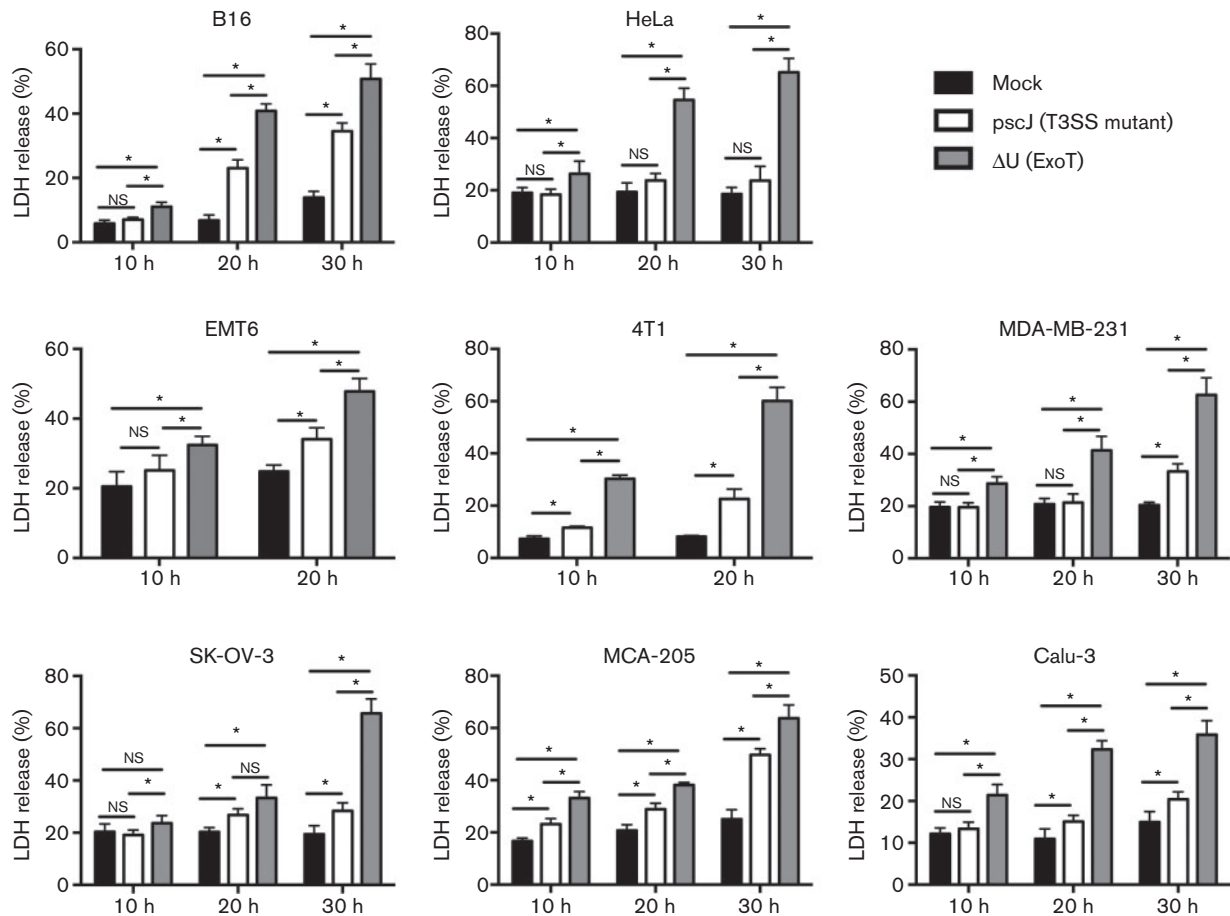 B16
LDH release (%)
60
40
20
0
*
*
NS
*
*
*
*
*
*
10 h 20 h 30 h
HeLa
LDH release (%)
80
60
40
20
0
*
*
NS
*
*
NS
*
*
NS
10 h 20 h 30 h
Mock
pscJ (T3SS mutant)
ΔU (ExoT)
EMT6
LDH release (%)
60
40
20
0
*
*
NS
*
*
*
10 h 20 h
4T1
LDH release (%)
80
60
40
20
0
*
*
*
*
*
*
10 h 20 h
MDA-MB-231
LDH release (%)
80
60
40
20
0
*
*
NS
*
*
NS
*
*
*
10 h 20 h 30 h
SK-OV-3
LDH release (%)
80
60
40
20
0
NS
*
NS
*
NS
*
*
*
*
10 h 20 h 30 h
MCA-205
LDH release (%)
80
60
40
20
0
*
*
*
*
*
*
*
*
*
10 h 20 h 30 h
Calu-3
LDH release (%)
50
40
30
20
10
0
*
*
NS
*
*
*
*
*
*
10 h 20 h 30 h